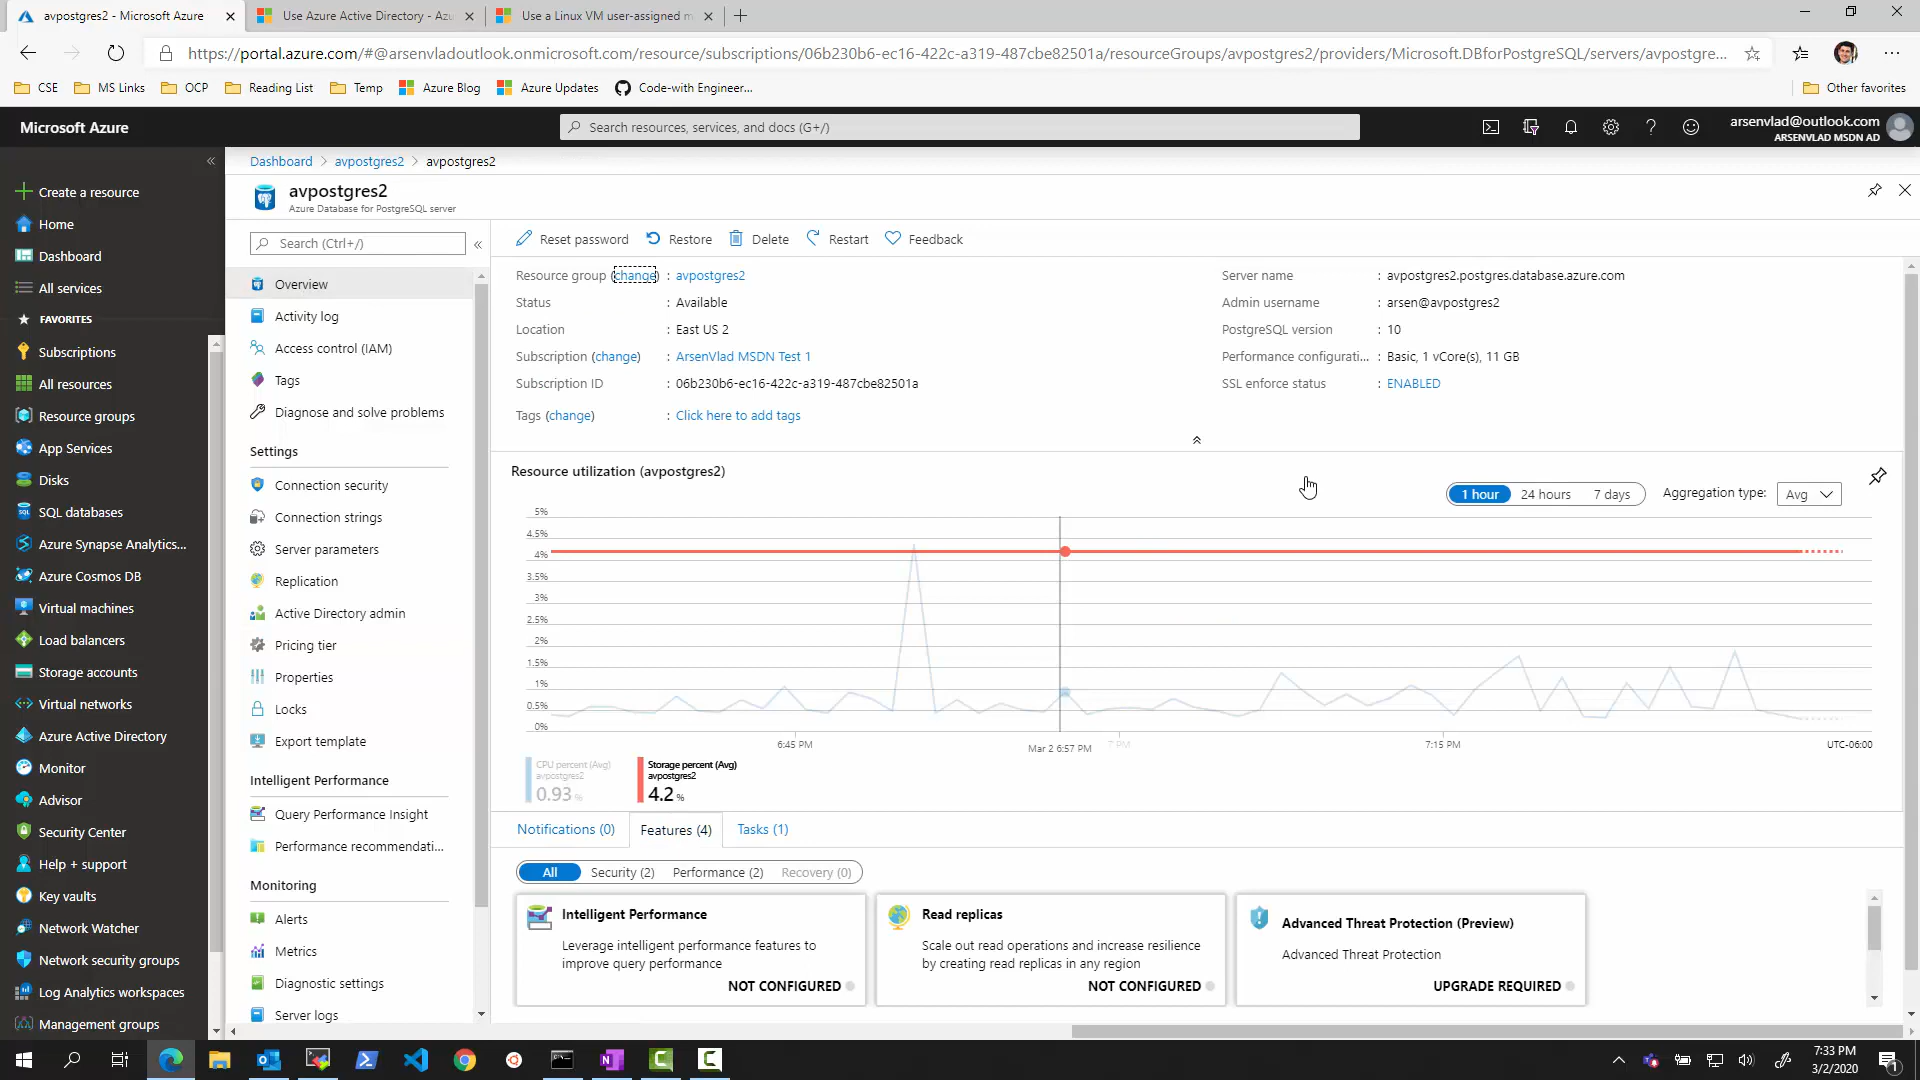 avpostgres2 - Microsoft Azure
Use Azure Active Directory - Azu
Use a Linux VM user-assigned m
https://portal.azure.com/#@arsenvladoutlook.onmicrosoft.com/resource/subscriptions/06b230b6-ec16-422c-a319-487cbe82501a/resourceGroups/avpostgres2/providers/Microsoft.DBforPostgreSQL/servers/avpostgre...
CSE
MS Links
OCP
Reading List
Temp
Azure Blog
Azure Updates
Code-with Engineer...
Other favorites
Microsoft Azure
Search resources, services, and docs (G+/)
arsenvlad@outlook.com
ARSENVLAD MSDN AD
Create a resource
Home
Dashboard
All services
FAVORITES
Subscriptions
All resources
Resource groups
App Services
Disks
SQL databases
Azure Synapse Analytics...
Azure Cosmos DB
Virtual machines
Load balancers
Storage accounts
Virtual networks
Azure Active Directory
Monitor
Advisor
Security Center
Help + support
Key vaults
Network Watcher
Network security groups
Log Analytics workspaces
Management groups
Dashboard > avpostgres2 > avpostgres2
avpostgres2
Azure Database for PostgreSQL server
Search (Ctrl+/)
Overview
Activity log
Access control (IAM)
Tags
Diagnose and solve problems
Settings
Connection security
Connection strings
Server parameters
Replication
Active Directory admin
Pricing tier
Properties
Locks
Export template
Intelligent Performance
Query Performance Insight
Performance recommendati...
Monitoring
Alerts
Metrics
Diagnostic settings
Server logs
Reset password
Restore
Delete
Restart
Feedback
Resource group (change) : avpostgres2
Status : Available
Location : East US 2
Subscription (change) : ArsenVlad MSDN Test 1
Subscription ID : 06b230b6-ec16-422c-a319-487cbe82501a
Tags (change) : Click here to add tags
Server name : avpostgres2.postgres.database.azure.com
Admin username : arsen@avpostgres2
PostgreSQL version : 10
Performance configurati... : Basic, 1 vCore(s), 11 GB
SSL enforce status : ENABLED
Resource utilization (avpostgres2)
1 hour
24 hours
7 days
Aggregation type:
Avg
5%
4.5%
4%
3.5%
3%
2.5%
2%
1.5%
1%
0.5%
0%
6:45 PM
Mar 2 6:57 PM
7 PM
7:15 PM
UTC-06:00
CPU percent (Avg)
avpostgres2
0.93 %
Storage percent (Avg)
avpostgres2
4.2 %
Notifications (0)
Features (4)
Tasks (1)
All
Security (2)
Performance (2)
Recovery (0)
Intelligent Performance
Leverage intelligent performance features to
improve query performance
NOT CONFIGURED
Read replicas
Scale out read operations and increase resilience
by creating read replicas in any region
NOT CONFIGURED
Advanced Threat Protection (Preview)
Advanced Threat Protection
UPGRADE REQUIRED
7:33 PM
3/2/2020
1